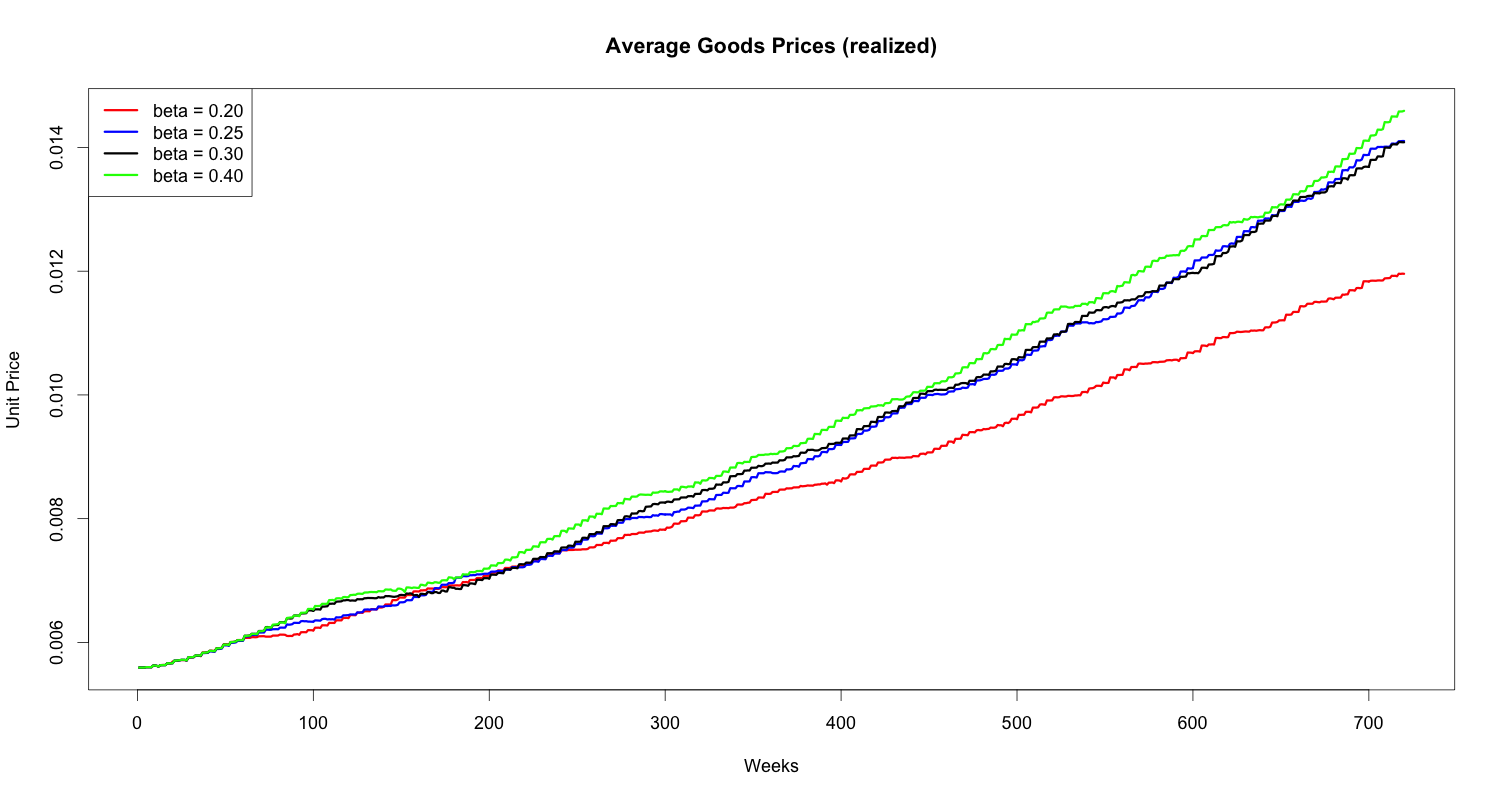 Average Goods Prices (realized)
beta = 0.20
beta = 0.25
beta = 0.30
beta = 0.40
Unit Price
0.014
0.012
0.010
0.008
0.006
0 100 200 300 400 500 600 700
Weeks